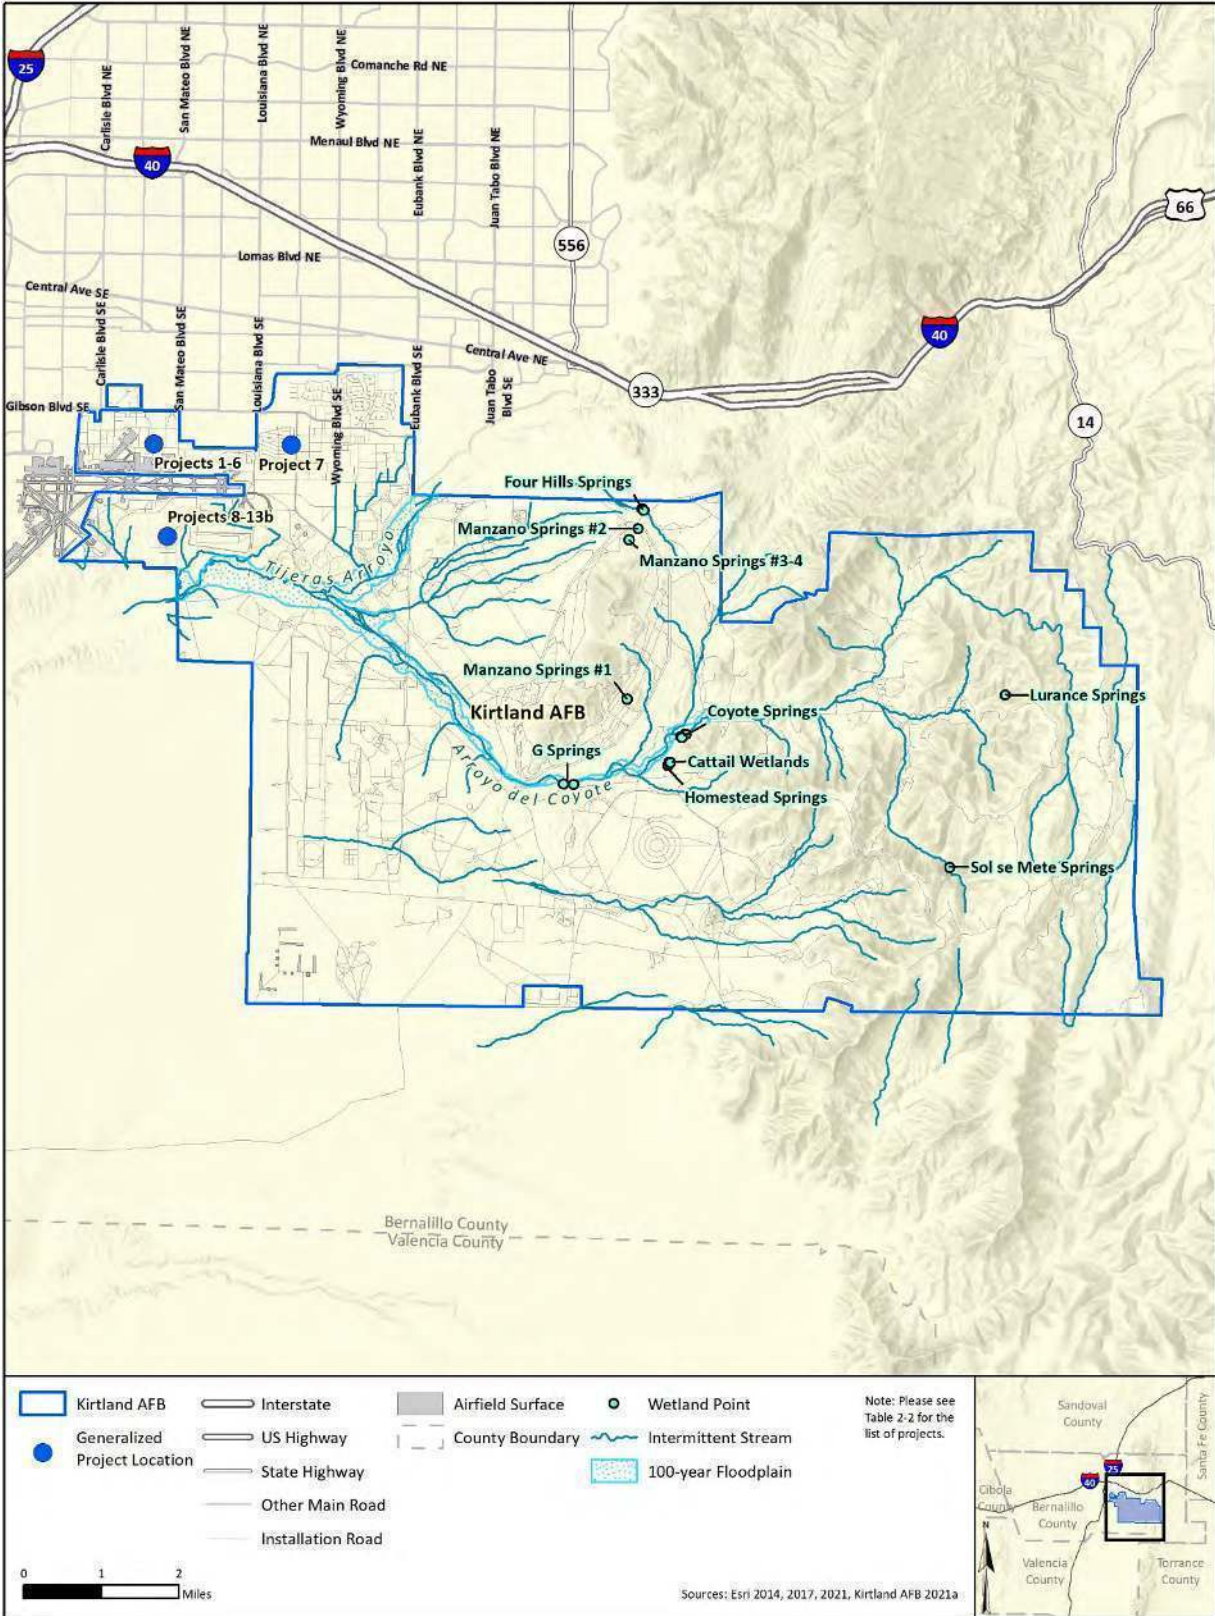 25
Carlisle Blvd NE
San Mateo Blvd NE
Louisiana Blvd NE
Wyoming Blvd NE
Comanche Rd NE
Menaul Blvd NE
Eubank Blvd NE
Juan Tabo Blvd NE
40
66
556
Lomas Blvd NE
Central Ave SE
Carlisle Blvd SE
San Mateo Blvd SE
Louisiana Blvd SE
Eubank Blvd SE
Central Ave NE
Juan Tabo
Blvd SE
40
333
14
Gibson Blvd SE
Wyoming Blvd SE
Projects 1-6
Project 7
Projects 8-13b
Four Hills Springs
Manzano Springs #2
Manzano Springs #3-4
Tijeras Arroyo
Manzano Springs #1
Lurance Springs
Kirtland AFB
Coyote Springs
G Springs
Cattail Wetlands
Arroyo del Coyote
Homestead Springs
Sol se Mete Springs
Bernalillo County
Valencia County
Kirtland AFB
Generalized
Project Location
Interstate
US Highway
State Highway
Other Main Road
Installation Road
Airfield Surface
County Boundary
Wetland Point
Intermittent Stream
100-year Floodplain
Note: Please see
Table 2-2 for the
list of projects.
0 1 2
Miles
Sources: Esri 2014, 2017, 2021, Kirtland AFB 2021a
Sandoval
County
Santa Fe County
25
40
Cibola
County
Bernalillo
County
N
Valencia
County
Torrance
County